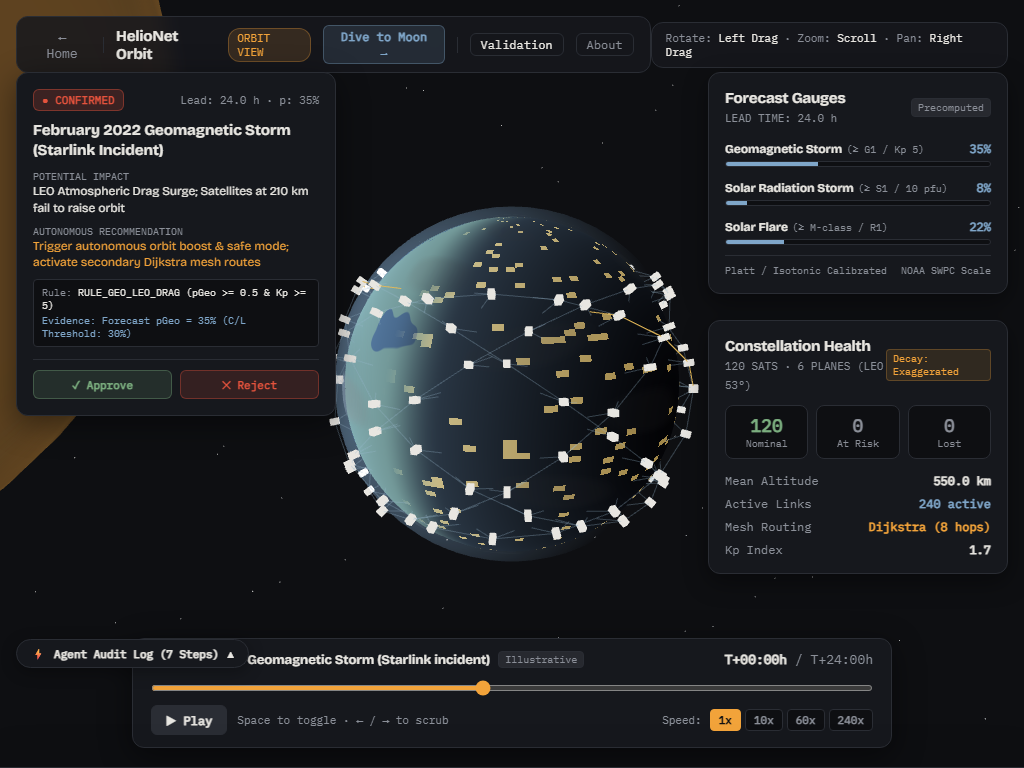 ← Home
HelioNet Orbit
ORBIT VIEW
Dive to Moon →
Validation
About
Rotate: Left Drag · Zoom: Scroll · Pan: Right Drag
● CONFIRMED
Lead: 24.0 h · p: 35%
February 2022 Geomagnetic Storm
(Starlink Incident)
POTENTIAL IMPACT
LEO Atmospheric Drag Surge; Satellites at 210 km
fail to raise orbit
AUTONOMOUS RECOMMENDATION
Trigger autonomous orbit boost & safe mode;
activate secondary Dijkstra mesh routes
Rule: RULE_GEO_LEO_DRAG (pGeo >= 0.5 & Kp >=
5)
Evidence: Forecast pGeo = 35% (C/L
Threshold: 30%)
✓ Approve
✕ Reject
Forecast Gauges
LEAD TIME: 24.0 h
Precomputed
Geomagnetic Storm (≥ G1 / Kp 5) 35%
Solar Radiation Storm (≥ S1 / 10 pfu) 8%
Solar Flare (≥ M-class / R1) 22%
Platt / Isotonic Calibrated NOAA SWPC Scale
Constellation Health
120 SATS · 6 PLANES (LEO
53°)
Decay:
Exaggerated
120
Nominal
0
At Risk
0
Lost
Mean Altitude 550.0 km
Active Links 240 active
Mesh Routing Dijkstra (8 hops)
Kp Index 1.7
Agent Audit Log (7 Steps) ▲
Geomagnetic Storm (Starlink incident)
Illustrative
T+00:00h / T+24:00h
▶ Play
Space to toggle · ← / → to scrub
Speed: 1x 10x 60x 240x